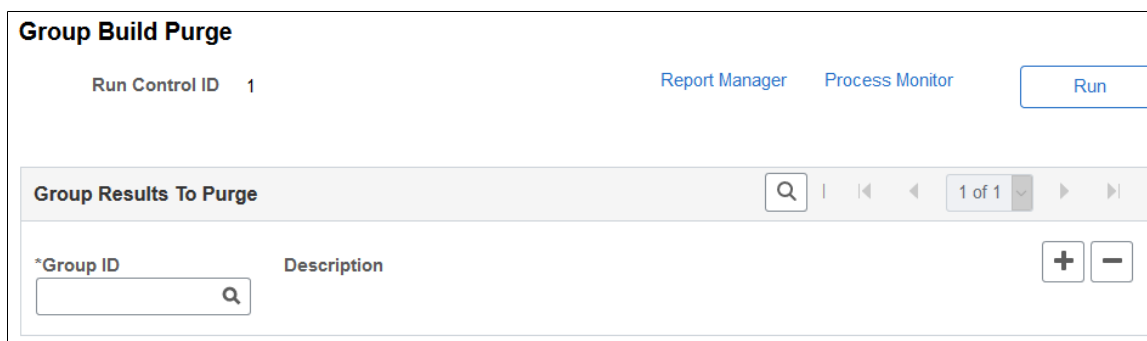 Group Build Purge
Run Control ID 1 Report Manager Process Monitor Run
Group Results To Purge 1 of 1
*Group ID Description